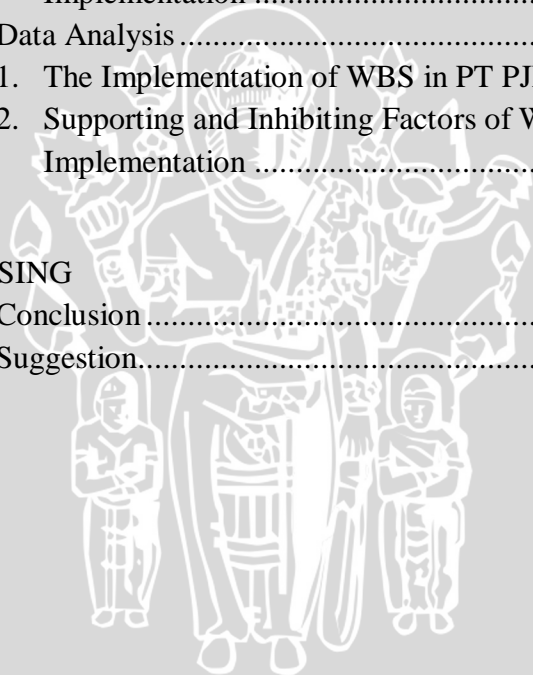 Implementation ..............................
Data Analysis ......................................
1. The Implementation of WBS in PT PJ
2. Supporting and Inhibiting Factors of
Implementation ..............................
SING
Conclusion ..........................................
Suggestion..........................................